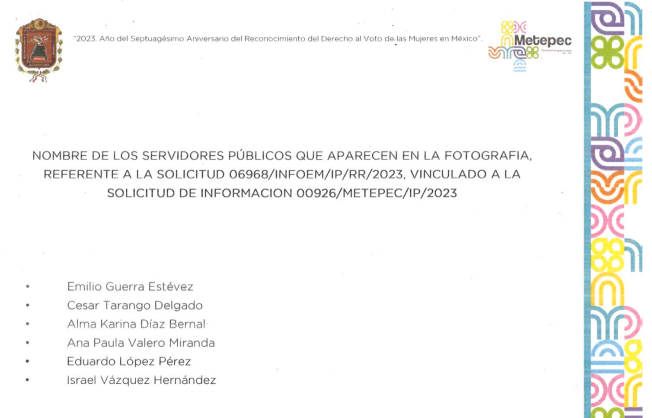 "2023. Año del Septuagésimo Aniversario del Reconocimiento del Derecho al Voto de las Mujeres en México".
Metepec
NOMBRE DE LOS SERVIDORES PÚBLICOS QUE APARECEN EN LA FOTOGRAFIA,
REFERENTE A LA SOLICITUD 06968/INFOEM/IP/RR/2023, VINCULADO A LA
SOLICITUD DE INFORMACION 00926/METEPEC/IP/2023
• Emilio Guerra Estévez
• Cesar Tarango Delgado
• Alma Karina Díaz Bernal
• Ana Paula Valero Miranda
• Eduardo López Pérez
• Israel Vázquez Hernández